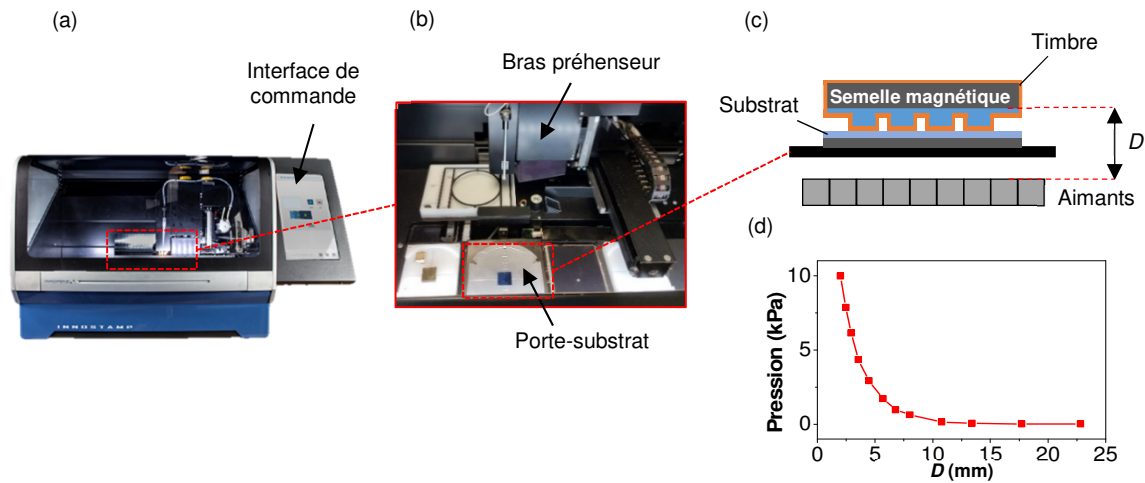 (a)
Interface de
commande
INNOSTAMP
(b)
Bras préhenseur
Porte-substrat
(c)
Timbre
Semelle magnétique
Substrat
D
Aimants
(d)
Pression (kPa)
10
5
0
0 5 10 15 20 25
D (mm)